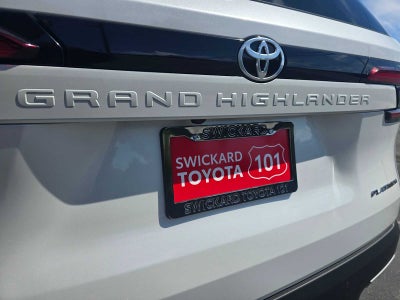 GRAND HIGHLANDER
SWICKARD
SWICKARD
TOYOTA 101
SWICKARD TOYOTA 101
PLATINUM